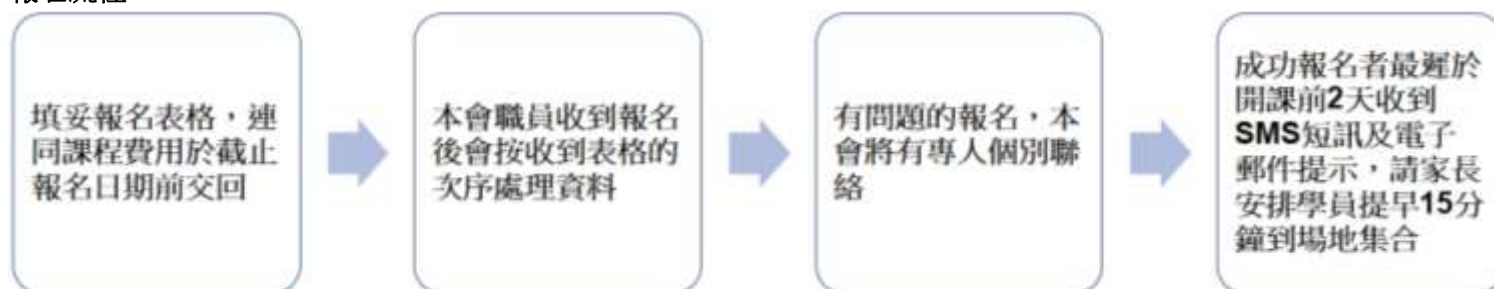 填妥報名表格，連
同課程費用於截止
報名日期前交回
本會職員收到報名
後會按收到表格的
次序處理資料
有問題的報名，本
會將有專人個別聯
絡
成功報名者最遲於
開課前2天收到
SMS短訊及電子
郵件提示，請家長
安排學員提早15分
鐘到場地集合